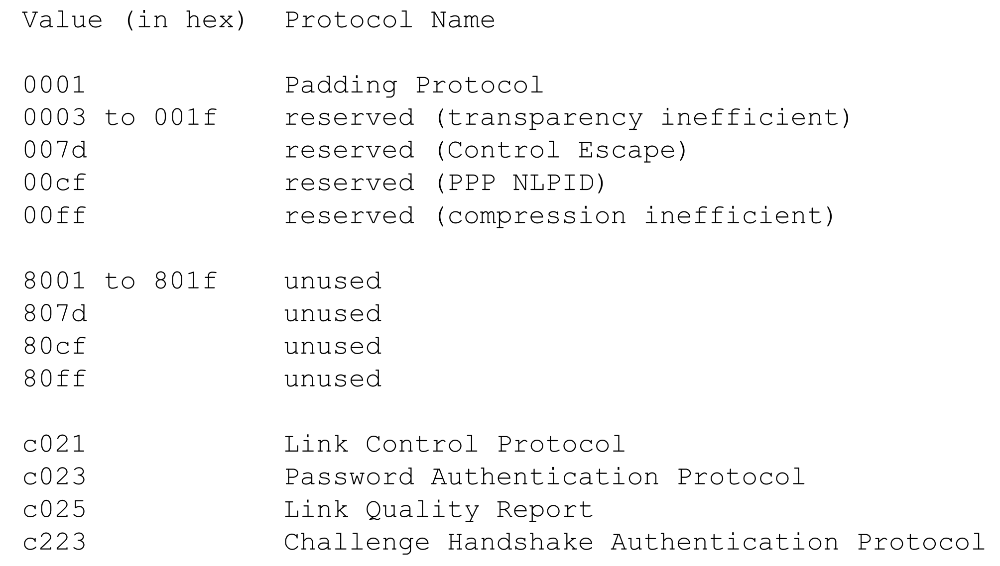 Value (in hex)  Protocol Name

0001            Padding Protocol
0003 to 001f    reserved (transparency inefficient)
007d            reserved (Control Escape)
00cf            reserved (PPP NLPID)
00ff            reserved (compression inefficient)

8001 to 801f    unused
807d            unused
80cf            unused
80ff            unused

c021            Link Control Protocol
c023            Password Authentication Protocol
c025            Link Quality Report
c223            Challenge Handshake Authentication Protocol